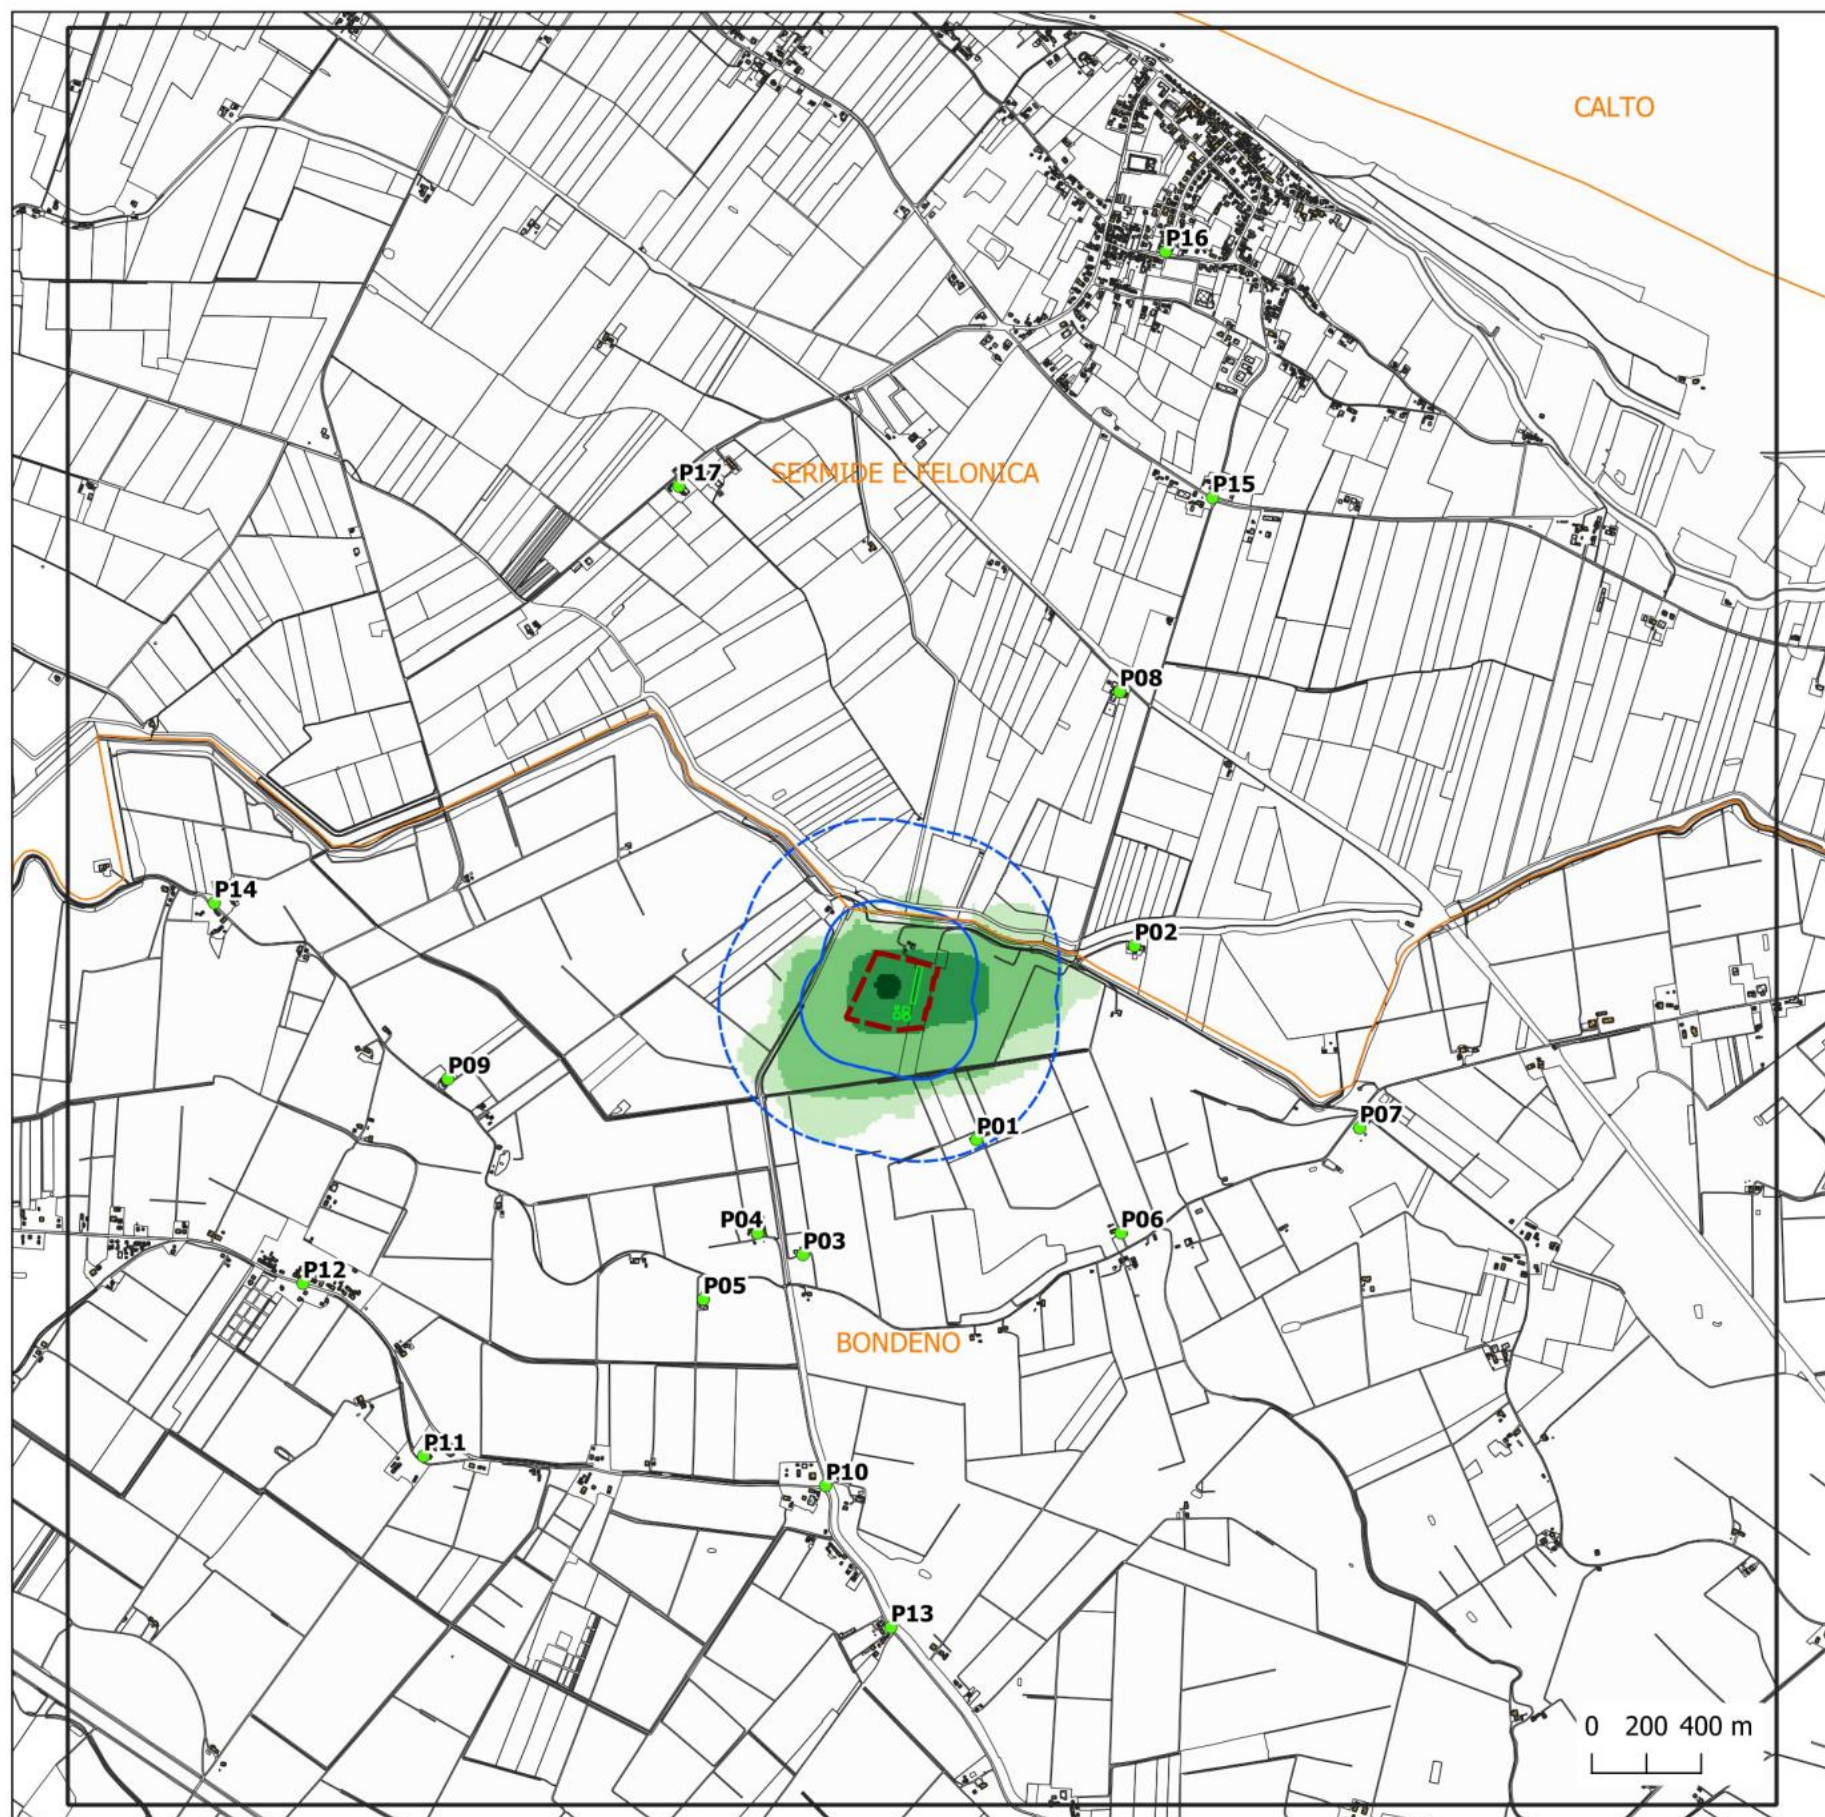 CALTO
P16
SERMIDE E FELONICA
P17
P15
P08
P14
P02
P09
P01
P07
P04
P03
P06
P12
P05
BONDENO
P11
P10
P13
0 200 400 m